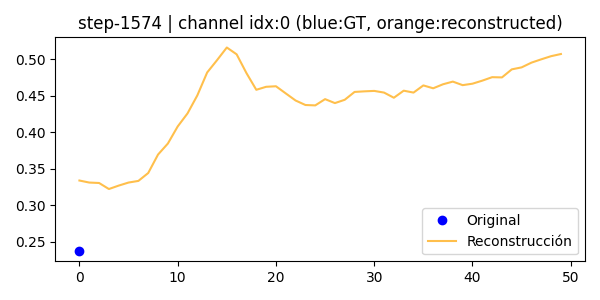 step-1574 | channel idx:0 (blue:GT, orange:reconstructed)
0.50
0.45
0.40
0.35
0.30
0.25
0 10 20 30 40 50
Original
Reconstrucción